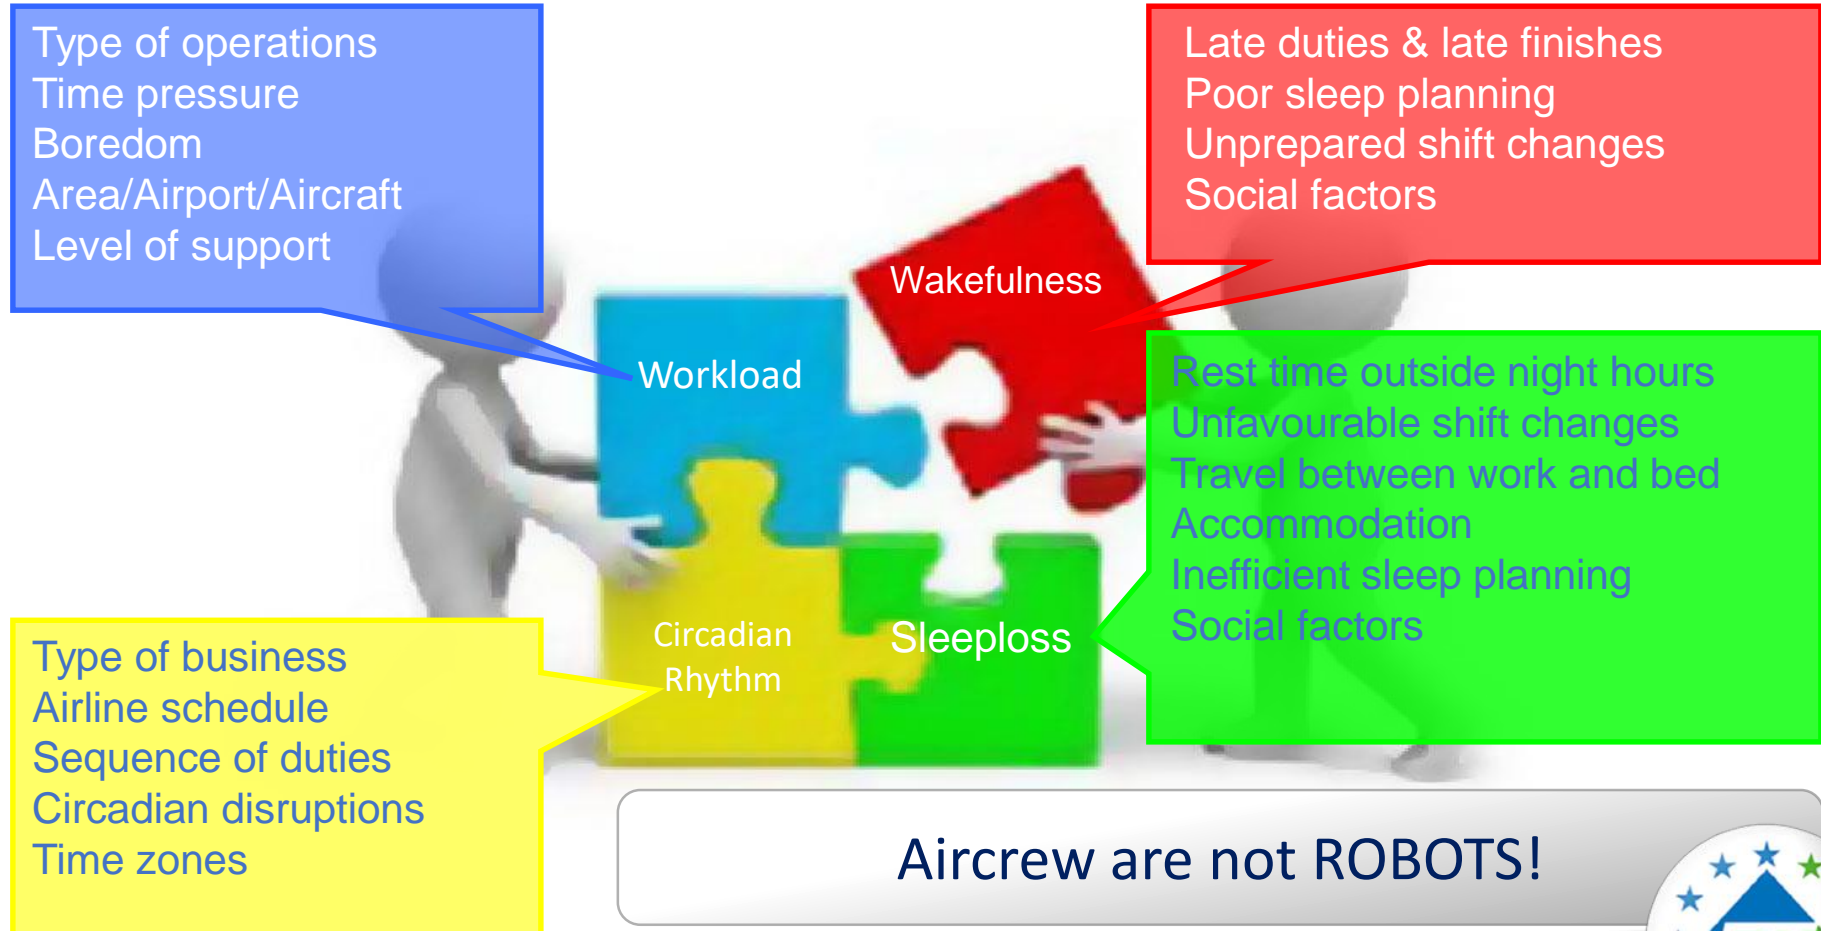 Type of operations
Time pressure
Boredom
Area/Airport/Aircraft
Level of support
Late duties & late finishes
Poor sleep planning
Unprepared shift changes
Social factors
Wakefulness
Workload
Rest time outside night hours
Unfavourable shift changes
Travel between work and bed
Accommodation
Inefficient sleep planning
Social factors
Circadian
Rhythm
Sleeploss
Type of business
Airline schedule
Sequence of duties
Circadian disruptions
Time zones
Aircrew are not ROBOTS!